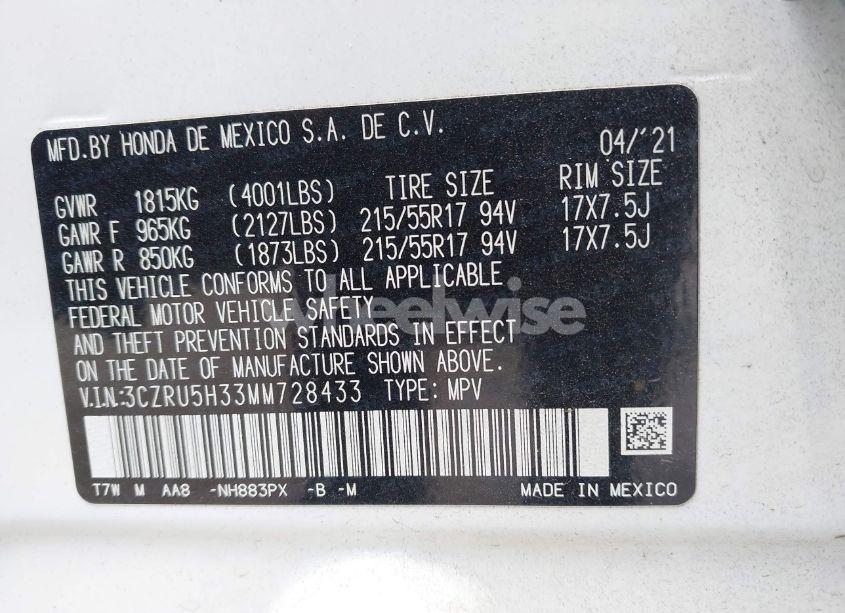 MFD.BY HONDA DE MEXICO S.A. DE C.V. 04/'21
GVWR 1815KG (4001LBS) TIRE SIZE RIM SIZE
GAWR F 965KG (2127LBS) 215/55R17 94V 17X7.5J
GAWR R 850KG (1873LBS) 215/55R17 94V 17X7.5J
THIS VEHICLE CONFORMS TO ALL APPLICABLE
FEDERAL MOTOR VEHICLE SAFETY
AND THEFT PREVENTION STANDARDS IN EFFECT
ON THE DATE OF MANUFACTURE SHOWN ABOVE.
V.I.N.:3CZRU5H33MM728433 TYPE: MPV
T7W M AA8 -NH883PX -B -M MADE IN MEXICO
Wheelwise